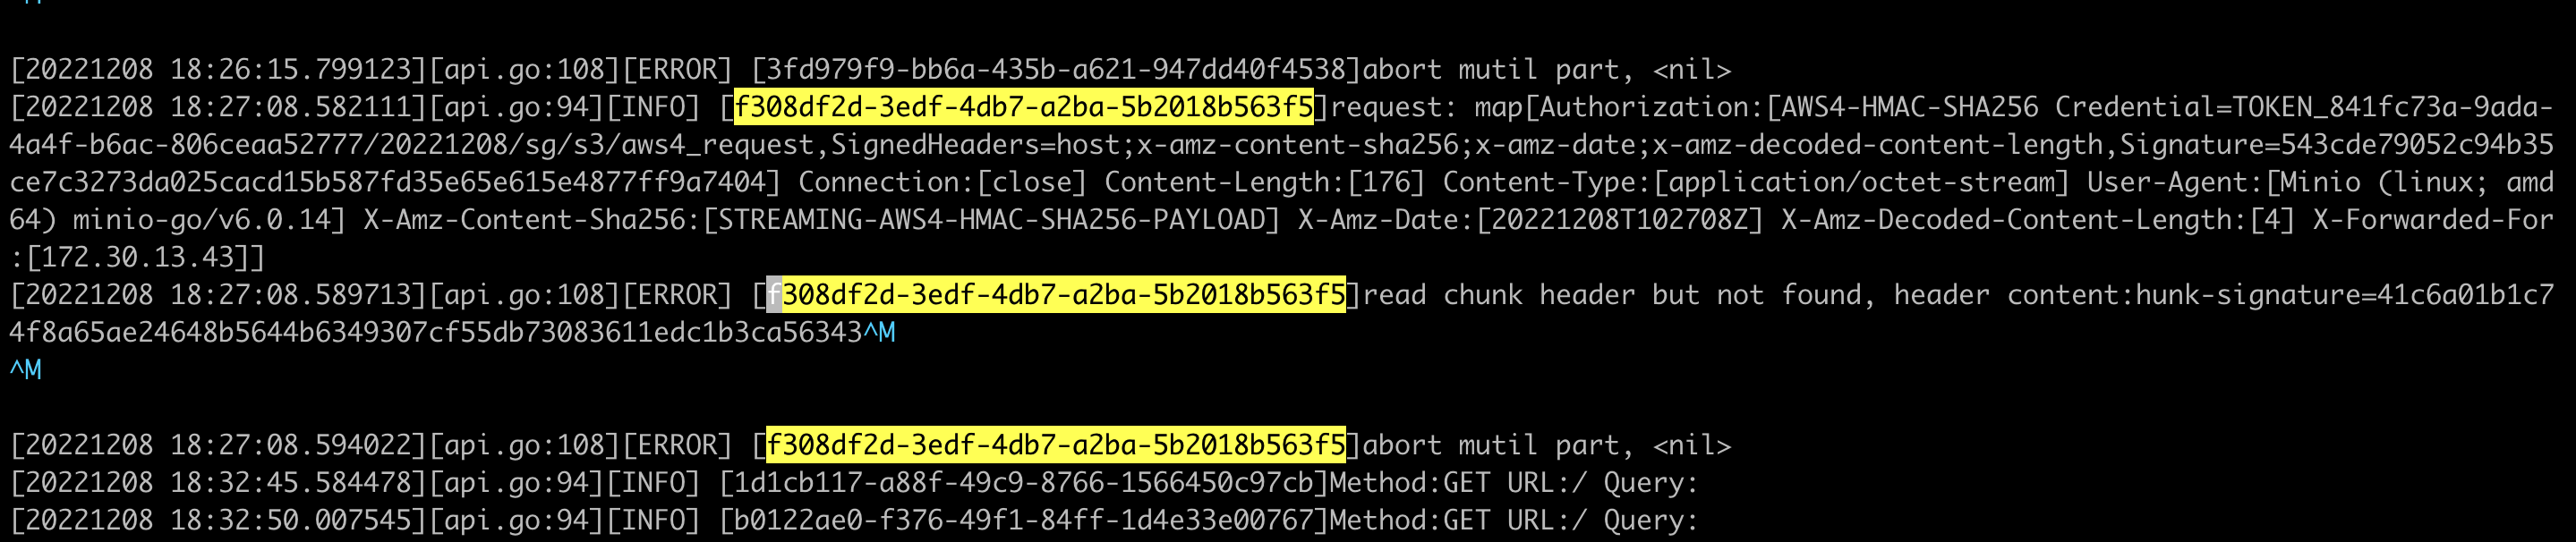 ^M
[20221208 18:26:15.799123][api.go:108][ERROR] [3fd979f9-bb6a-435b-a621-947dd40f4538]abort mutil part, <nil>
[20221208 18:27:08.582111][api.go:94][INFO] [f308df2d-3edf-4db7-a2ba-5b2018b563f5]request: map[Authorization:[AWS4-HMAC-SHA256 Credential=TOKEN_841fc73a-9ada-
4a4f-b6ac-806ceaa52777/20221208/sg/s3/aws4_request,SignedHeaders=host;x-amz-content-sha256;x-amz-date;x-amz-decoded-content-length,Signature=543cde79052c94b35
ce7c3273da025cacd15b587fd35e65e615e4877ff9a7404] Connection:[close] Content-Length:[176] Content-Type:[application/octet-stream] User-Agent:[Minio (linux; amd
64) minio-go/v6.0.14] X-Amz-Content-Sha256:[STREAMING-AWS4-HMAC-SHA256-PAYLOAD] X-Amz-Date:[20221208T102708Z] X-Amz-Decoded-Content-Length:[4] X-Forwarded-For
:[172.30.13.43]]
[20221208 18:27:08.589713][api.go:108][ERROR] [f308df2d-3edf-4db7-a2ba-5b2018b563f5]read chunk header but not found, header content:hunk-signature=41c6a01b1c7
4f8a65ae24648b5644b6349307cf55db73083611edc1b3ca56343^M
^M
[20221208 18:27:08.594022][api.go:108][ERROR] [f308df2d-3edf-4db7-a2ba-5b2018b563f5]abort mutil part, <nil>
[20221208 18:32:45.584478][api.go:94][INFO] [1d1cb117-a88f-49c9-8766-1566450c97cb]Method:GET URL:/ Query:
[20221208 18:32:50.007545][api.go:94][INFO] [b0122ae0-f376-49f1-84ff-1d4e33e00767]Method:GET URL:/ Query: